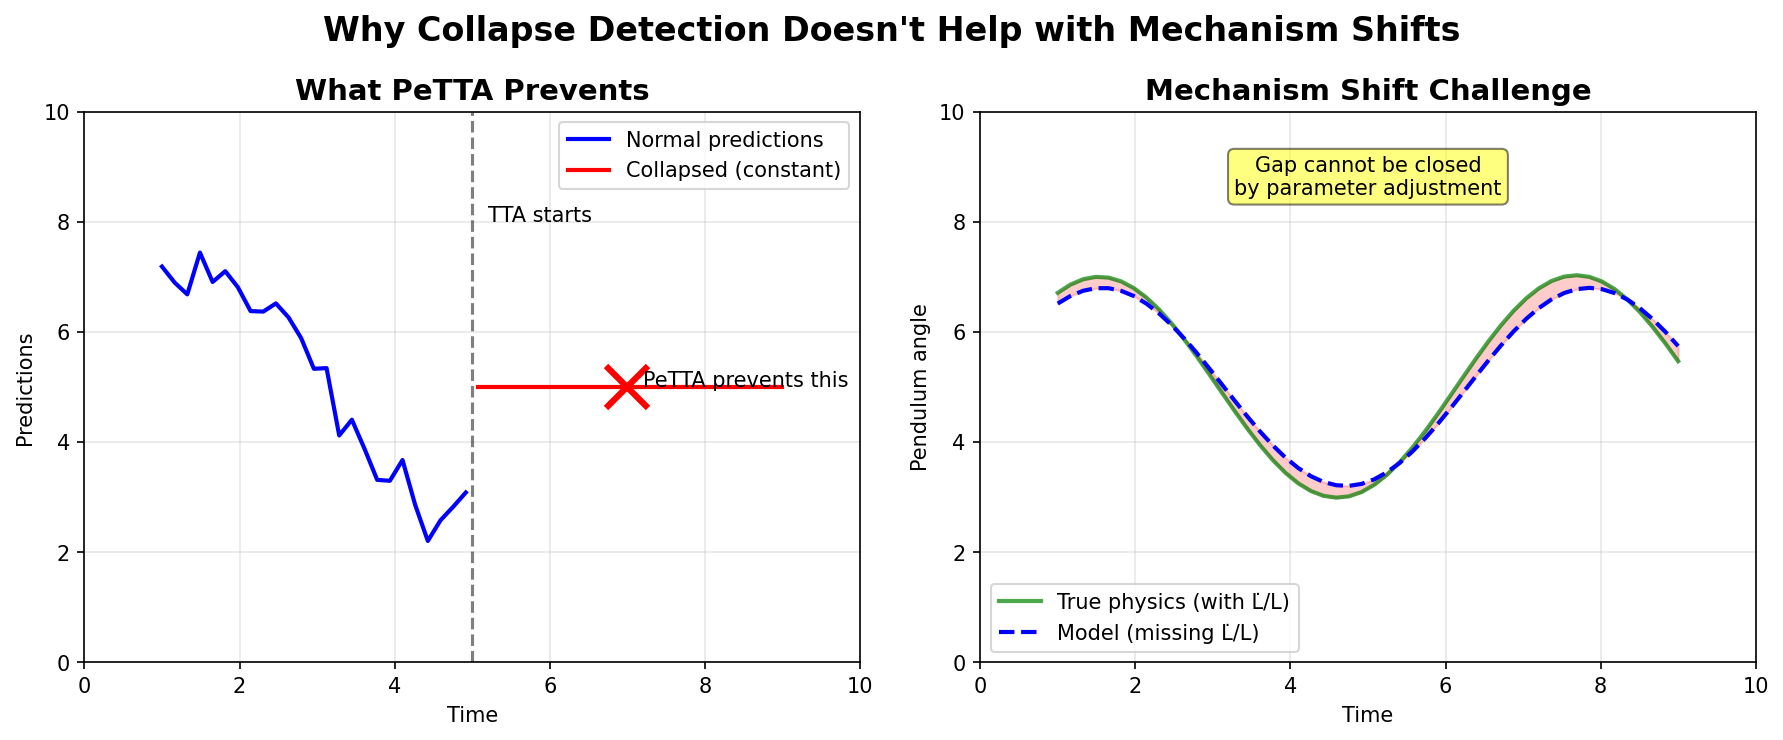 Why Collapse Detection Doesn't Help with Mechanism Shifts
What PeTTA Prevents
10
8
6
4
2
0
Predictions
Normal predictions
Collapsed (constant)
TTA starts
PeTTA prevents this
0 2 4 6 8 10
Time
Mechanism Shift Challenge
10
8
6
4
2
0
Pendulum angle
Gap cannot be closed
by parameter adjustment
True physics (with L̇/L)
Model (missing L̇/L)
0 2 4 6 8 10
Time